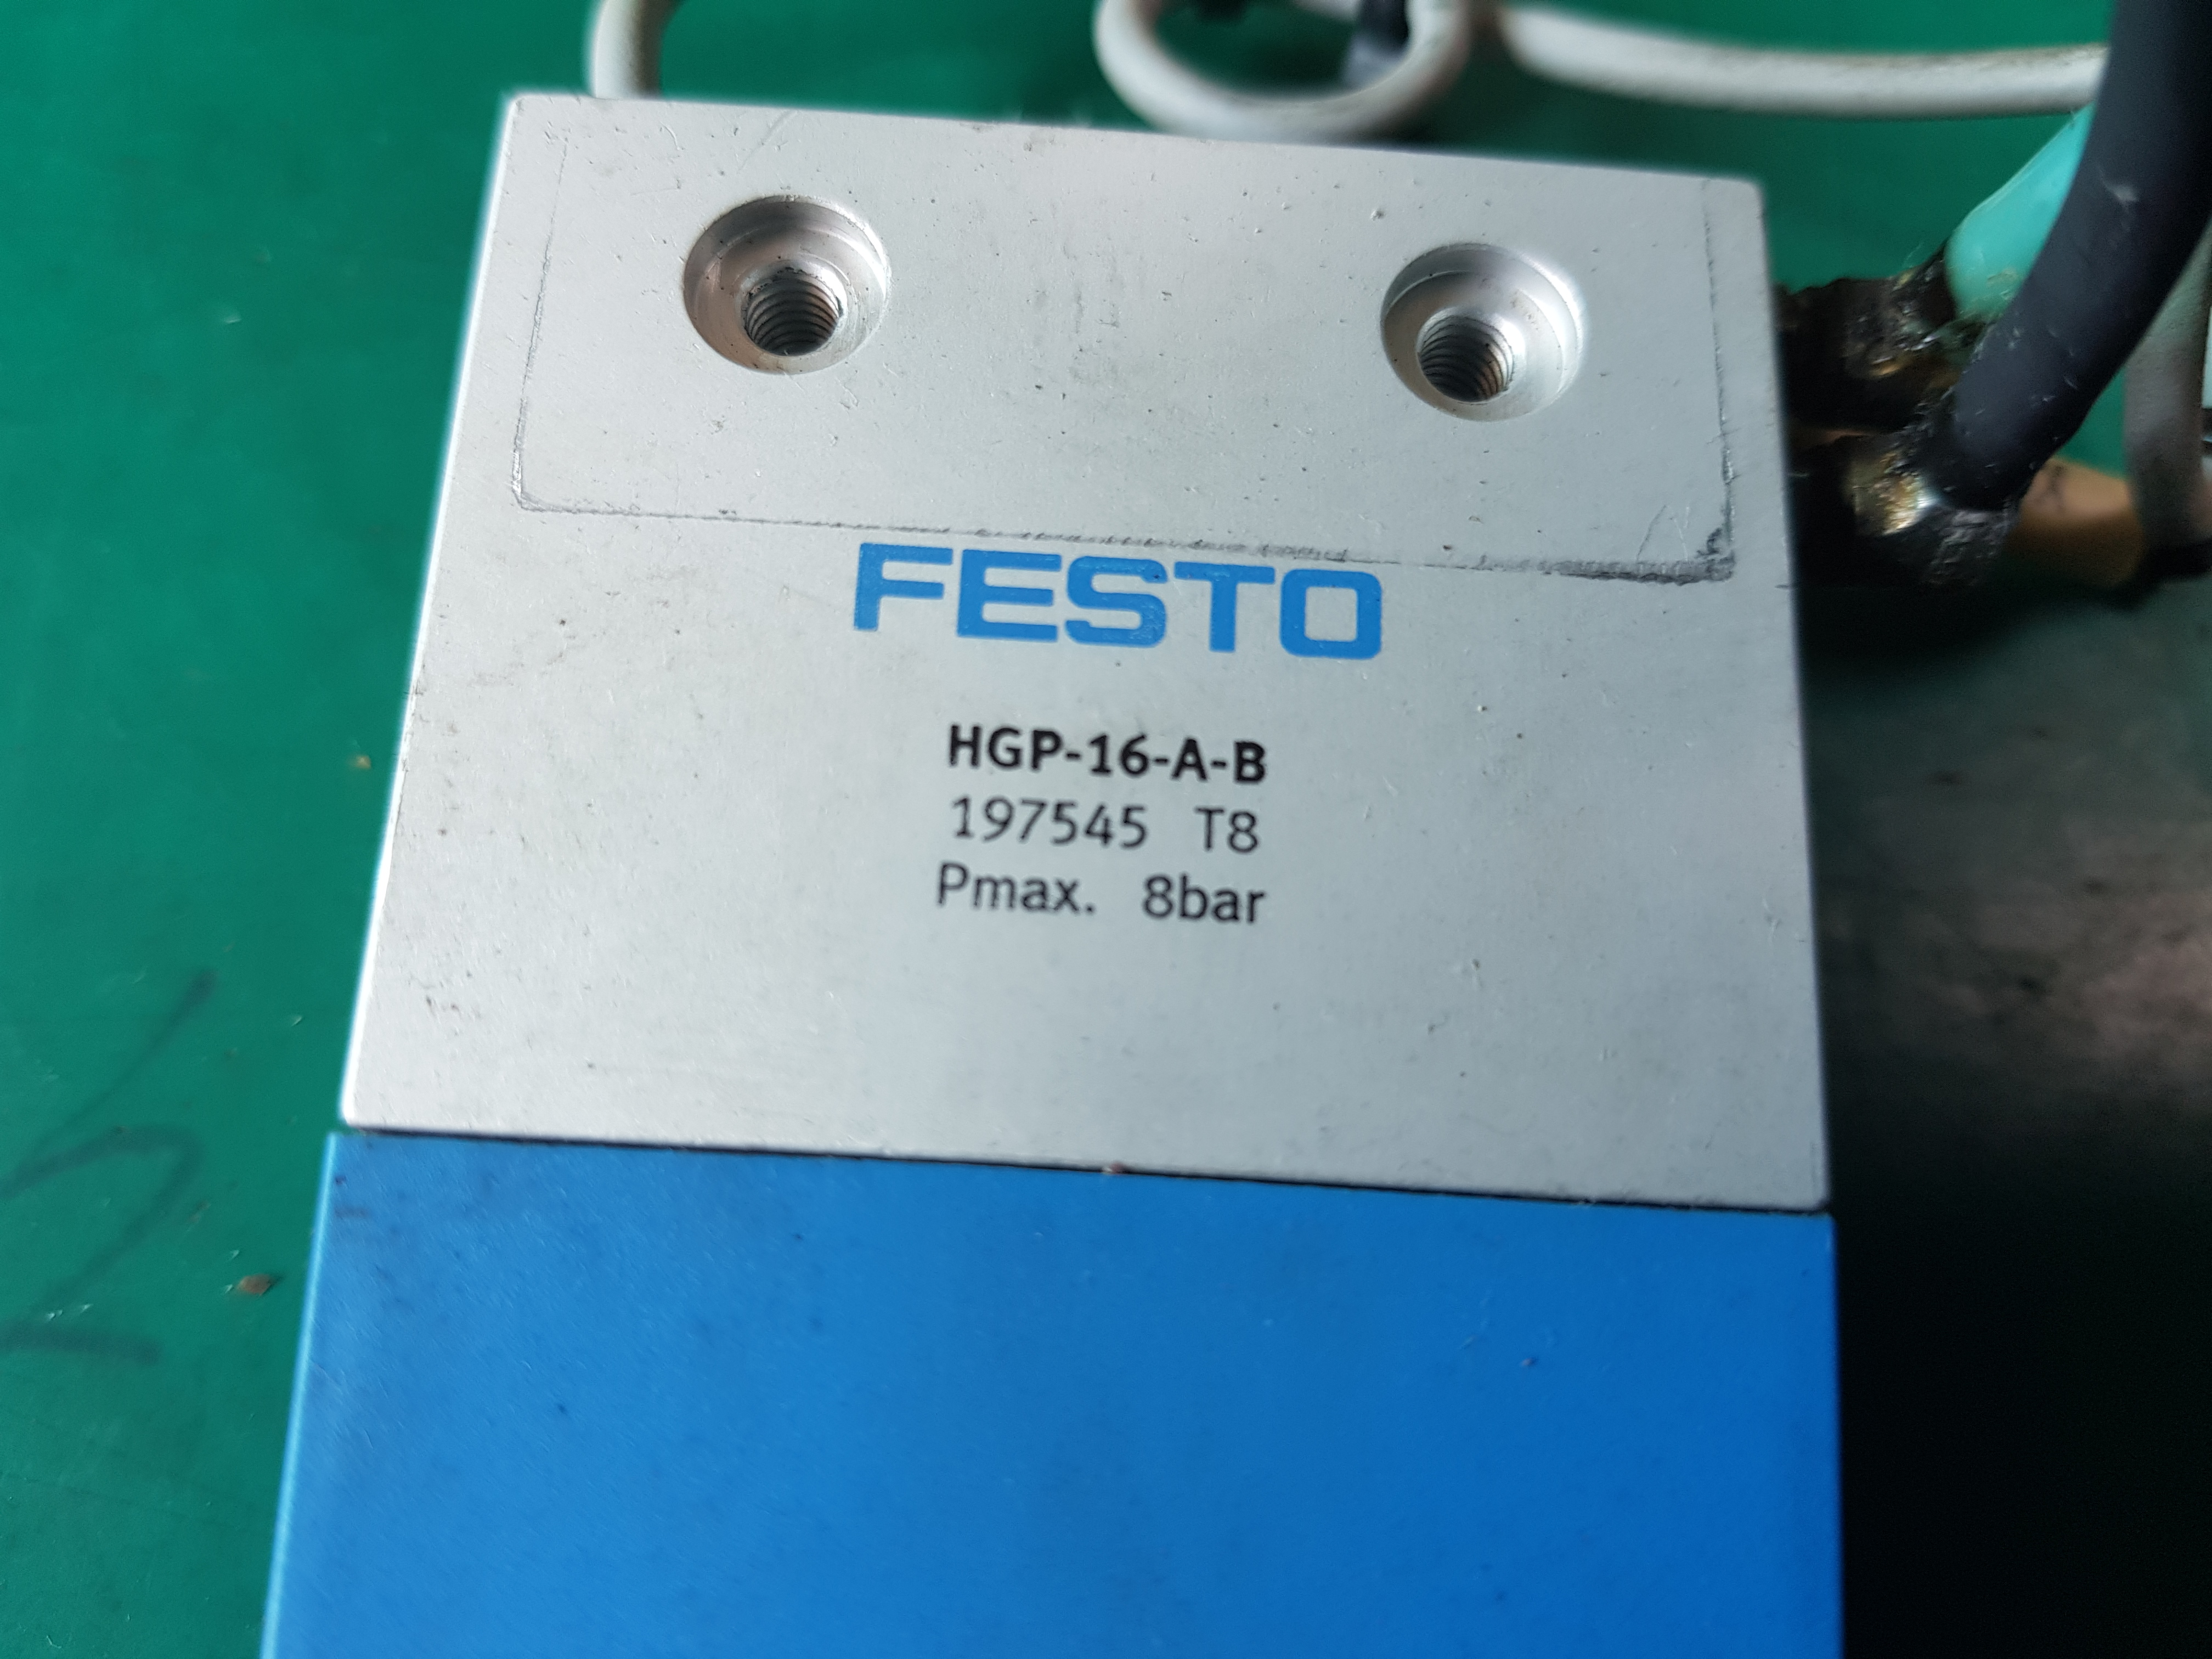 FESTO
HGP-16-A-B
197545 T8
Pmax. 8bar